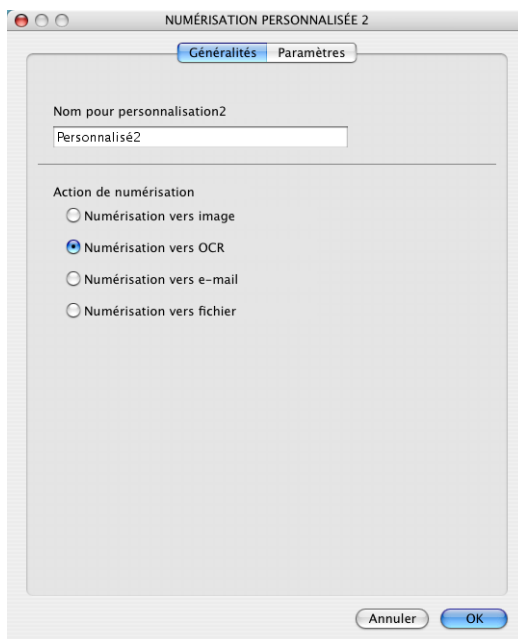 NUMÉRISATION PERSONNALISÉE 2
Généralités Paramètres
Nom pour personnalisation2
Personnalisé2
Action de numérisation
Numérisation vers image
Numérisation vers OCR
Numérisation vers e-mail
Numérisation vers fichier
Annuler OK